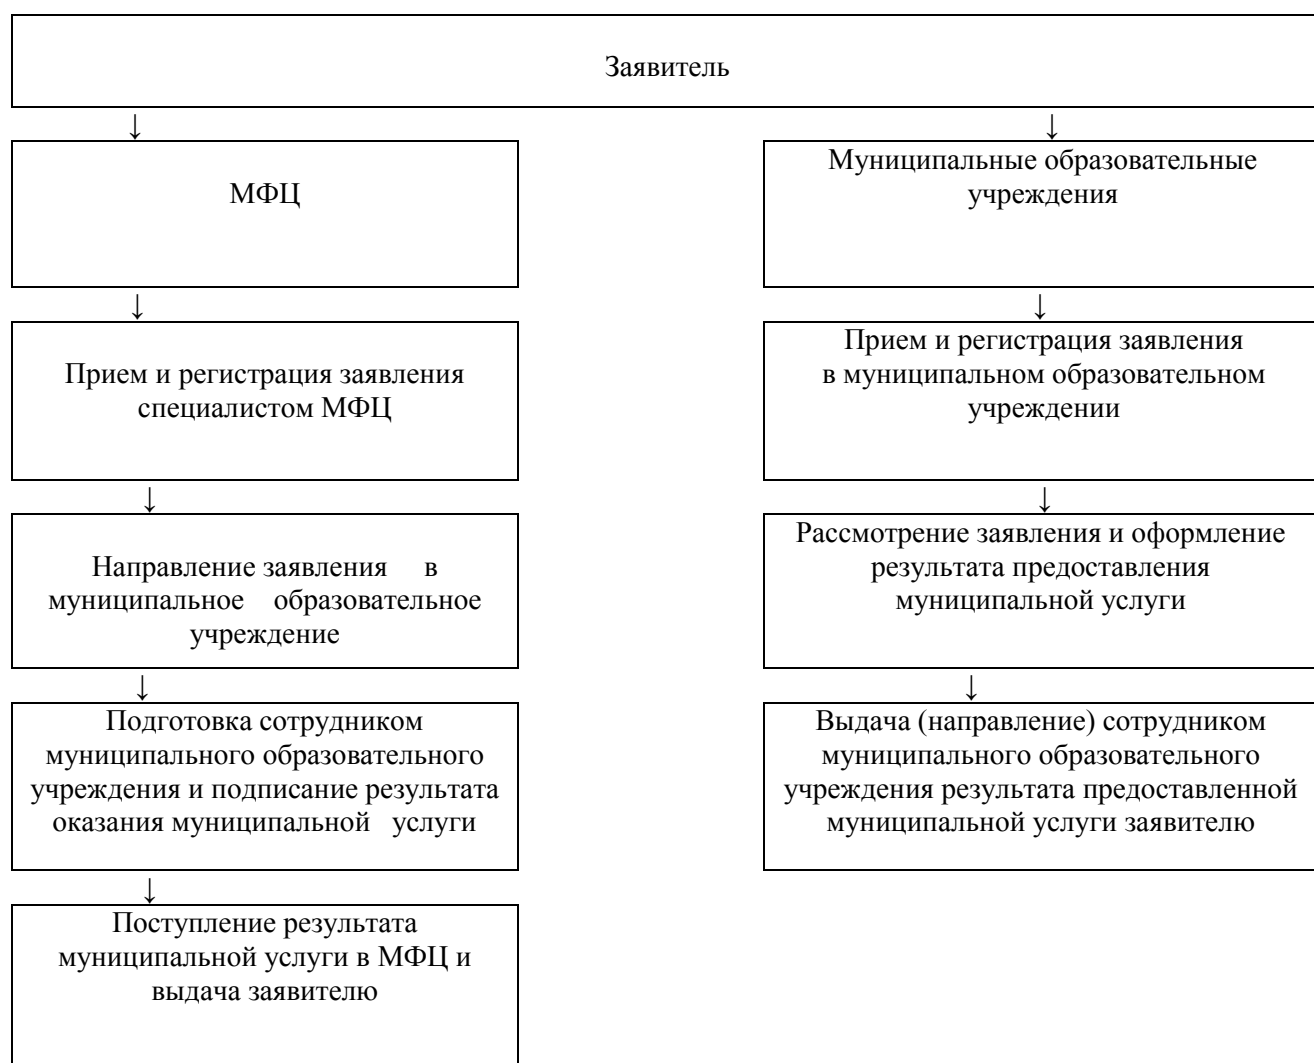 Заявитель
↓
↓
МФЦ
Муниципальные образовательные
учреждения
↓
↓
Прием и регистрация заявления
специалистом МФЦ
Прием и регистрация заявления
в муниципальном образовательном
учреждении
↓
↓
Направление заявления в
муниципальное образовательное
учреждение
Рассмотрение заявления и оформление
результата предоставления
муниципальной услуги
↓
↓
Подготовка сотрудником
муниципального образовательного
учреждения и подписание результата
оказания муниципальной услуги
Выдача (направление) сотрудником
муниципального образовательного
учреждения результата предоставленной
муниципальной услуги заявителю
↓
Поступление результата
муниципальной услуги в МФЦ и
выдача заявителю